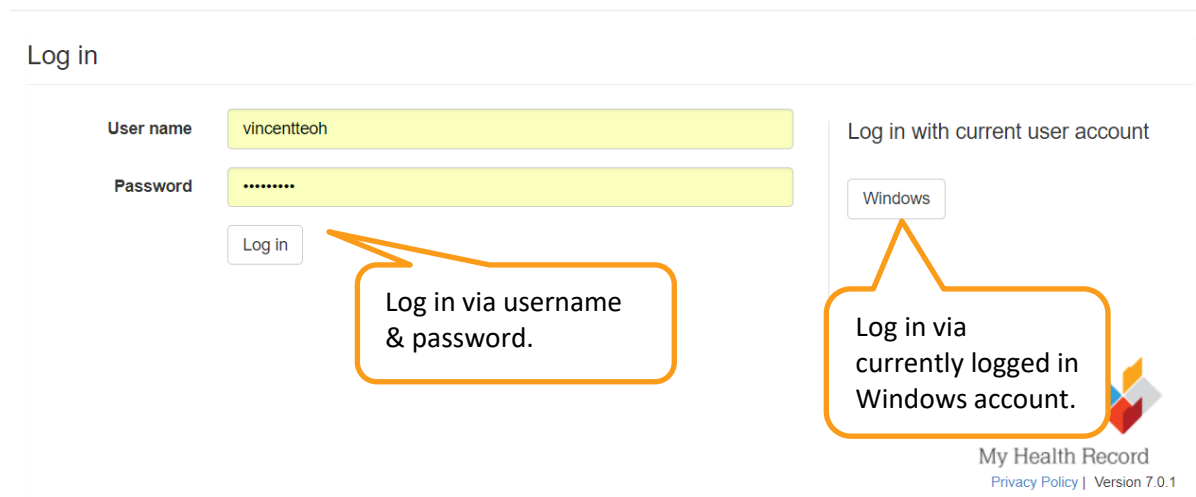 Log in
User name
vincentteoh
Password
•••••••••
Log in
Log in with current user account
Windows
Log in via username
& password.
Log in via
currently logged in
Windows account.
My Health Record
Privacy Policy | Version 7.0.1